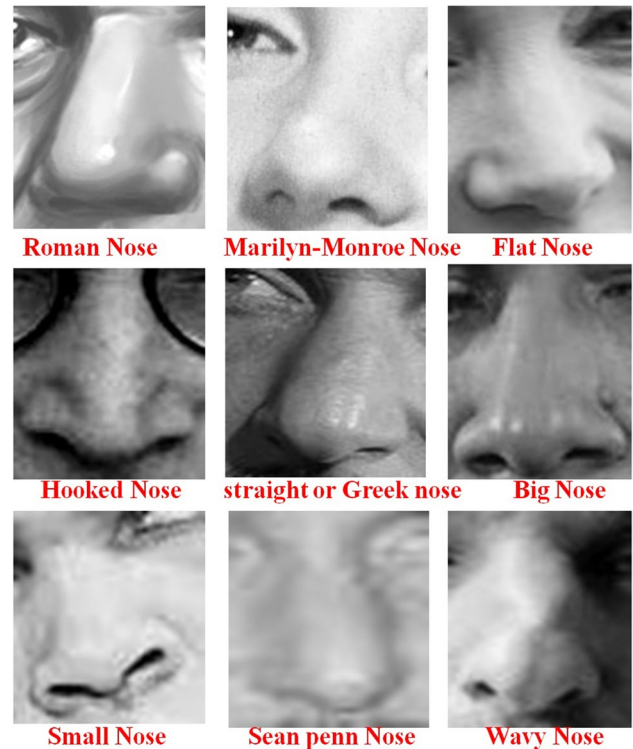 Roman Nose
Marilyn-Monroe Nose
Flat Nose
Hooked Nose
straight or Greek nose
Big Nose
Small Nose
Sean penn Nose
Wavy Nose